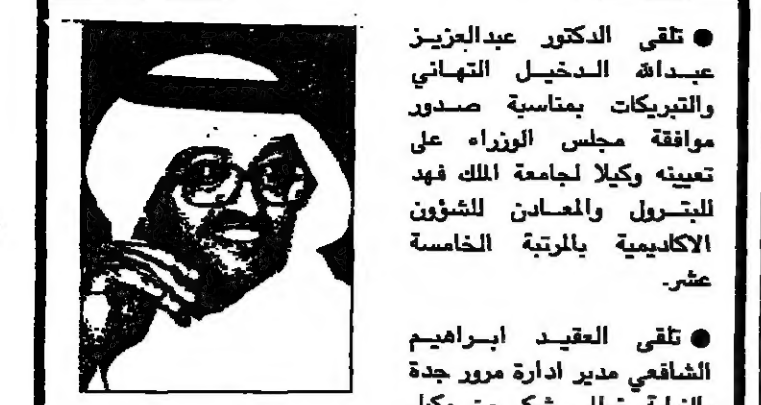 ● تلقى الدكتور عبدالعزيز
عبدالله الدخيل التهاني
والتبريكات بمناسبة صدور
موافقة مجلس الوزراء على
تعيينه وكيلا لجامعة الملك فهد
للبترول والمعادن للشؤون
الاكاديمية بالمرتبة الخامسة
عشر.
● تلقى العقيد ابراهيم
الشافعي مدير ادارة مرور جدة